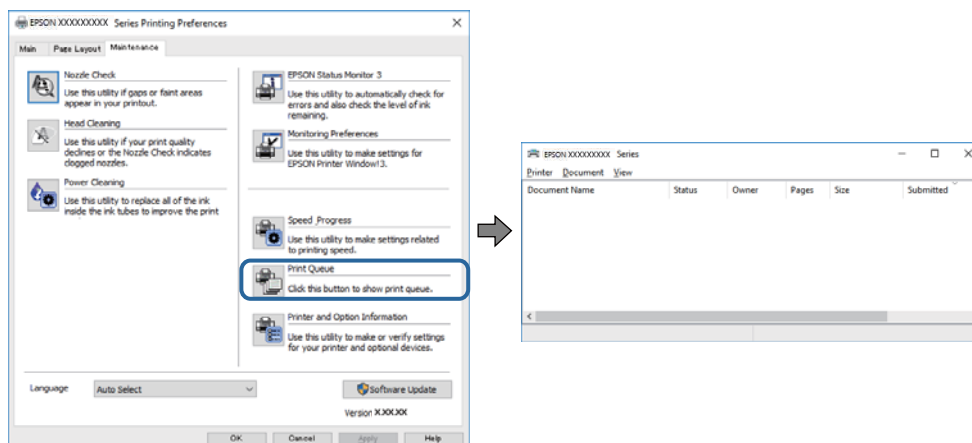 EPSON XXXXXXXXX Series Printing Preferences
Main Page Layout Maintenance
Nozzle Check
Use this utility if gaps or faint areas
appear in your printout.
Head Cleaning
Use this utility if your print quality
declines or the Nozzle Check indicates
clogged nozzles.
Power Cleaning
Use this utility to replace all of the ink
inside the ink tubes to improve the print
EPSON Status Monitor 3
Use this utility to automatically check for
errors and also check the level of ink
remaining.
Monitoring Preferences
Use this utility to make settings for
EPSON Printer Window!3.
Speed Progress
Use this utility to make settings related
to printing speed.
Print Queue
Click this button to show print queue.
Printer and Option Information
Use this utility to make or verify settings
for your printer and optional devices.
Language Auto Select
Software Update
Version X.XX.XX
OK Cancel Apply Help
EPSON XXXXXXXXX Series
Printer Document View
Document Name Status Owner Pages Size Submitted